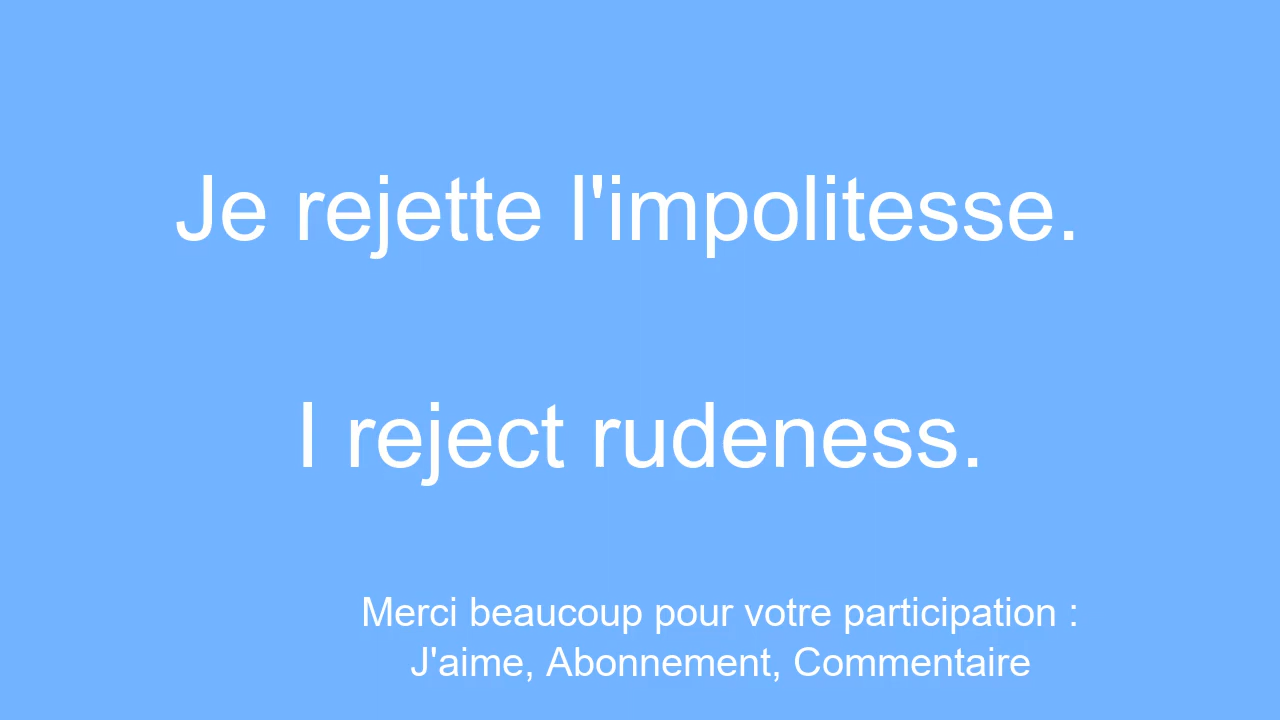 Je rejette l'impolitesse.
I reject rudeness.
Merci beaucoup pour votre participation :
J'aime, Abonnement, Commentaire